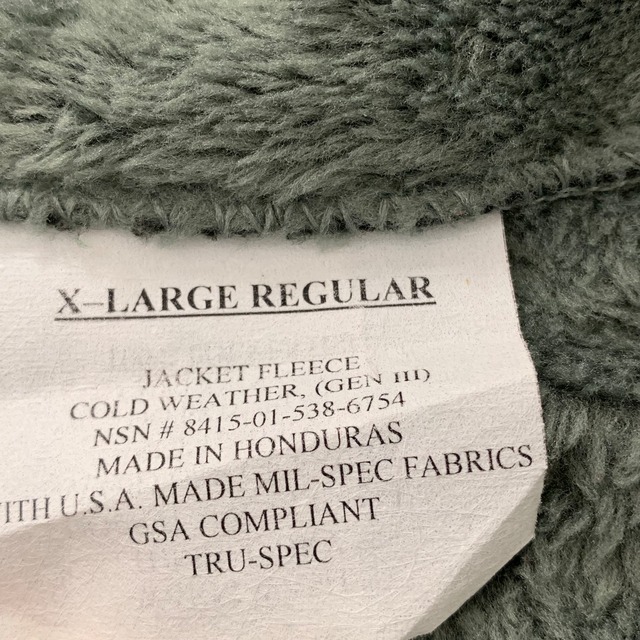 X–LARGE REGULAR
JACKET FLEECE
COLD WEATHER, (GEN III)
NSN # 8415-01-538-6754
MADE IN HONDURAS
WITH U.S.A. MADE MIL-SPEC FABRICS
GSA COMPLIANT
TRU-SPEC